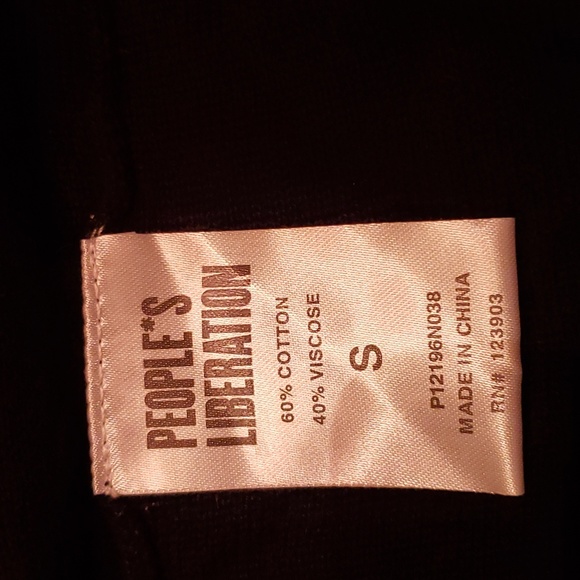 PEOPLE*S
LIBERATION
60% COTTON
40% VISCOSE
S
P12196N038
MADE IN CHINA
RN# 123903